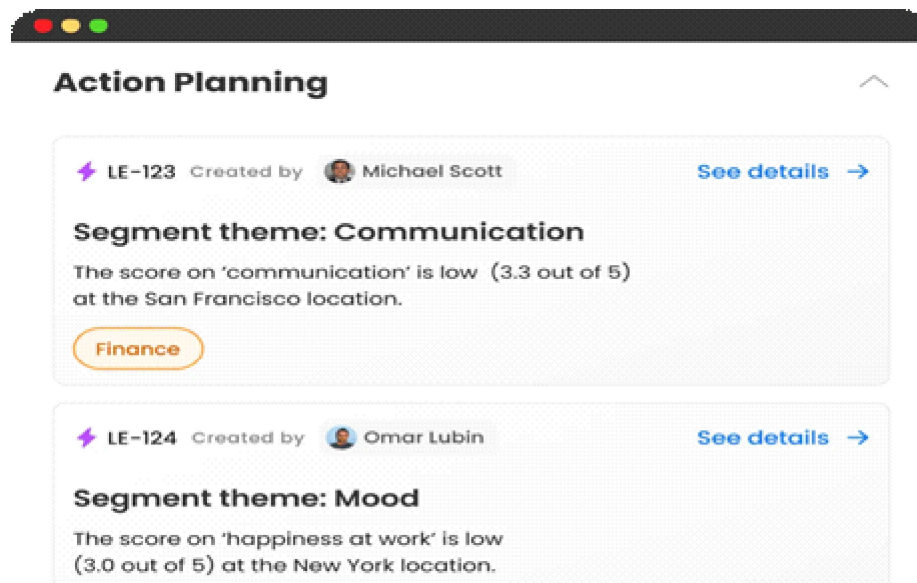 Action Planning
LE-123 Created by Michael Scott See details →
Segment theme: Communication
The score on ‘communication’ is low (3.3 out of 5)
at the San Francisco location.
Finance
LE-124 Created by Omar Lubin See details →
Segment theme: Mood
The score on ‘happiness at work’ is low
(3.0 out of 5) at the New York location.